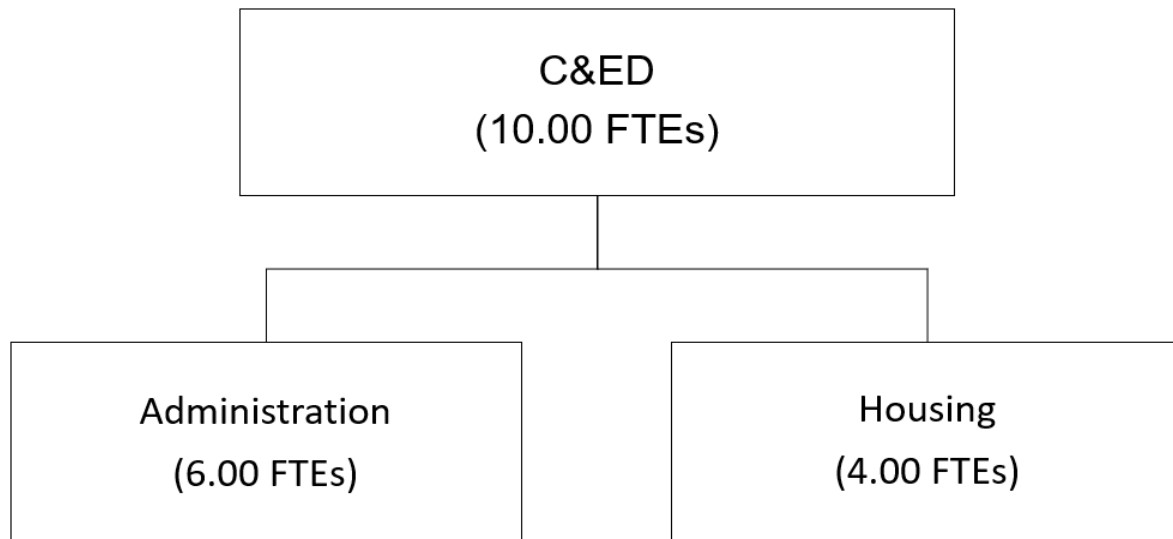 C&ED
(10.00 FTEs)
Administration
(6.00 FTEs)
Housing
(4.00 FTEs)